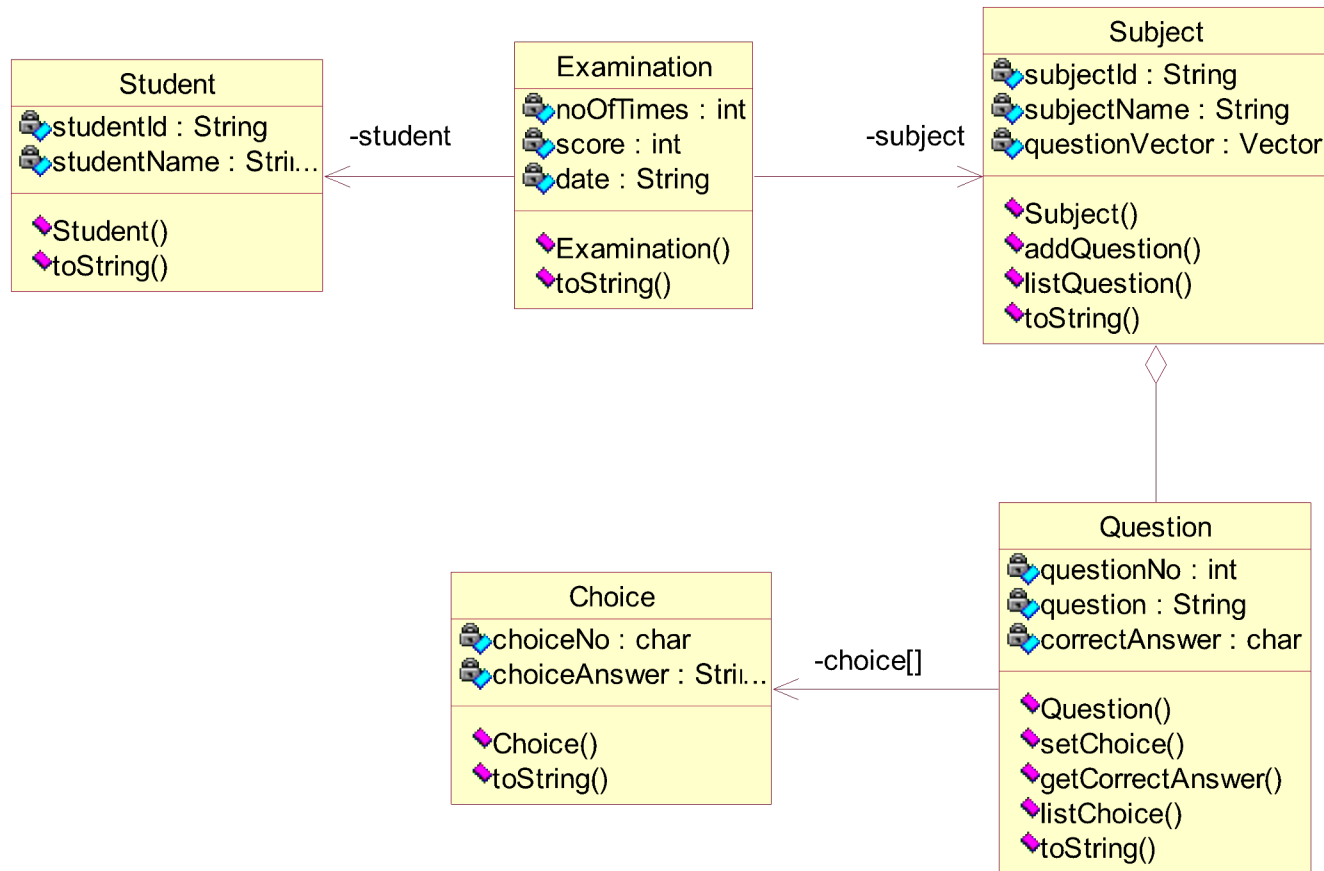 Student
studentId : String
studentName : Strin...
Student()
toString()
-student
Examination
noOfTimes : int
score : int
date : String
Examination()
toString()
-subject
Subject
subjectId : String
subjectName : String
questionVector : Vector
Subject()
addQuestion()
listQuestion()
toString()
Choice
choiceNo : char
choiceAnswer : Strin...
Choice()
toString()
-choice[]
Question
questionNo : int
question : String
correctAnswer : char
Question()
setChoice()
getCorrectAnswer()
listChoice()
toString()